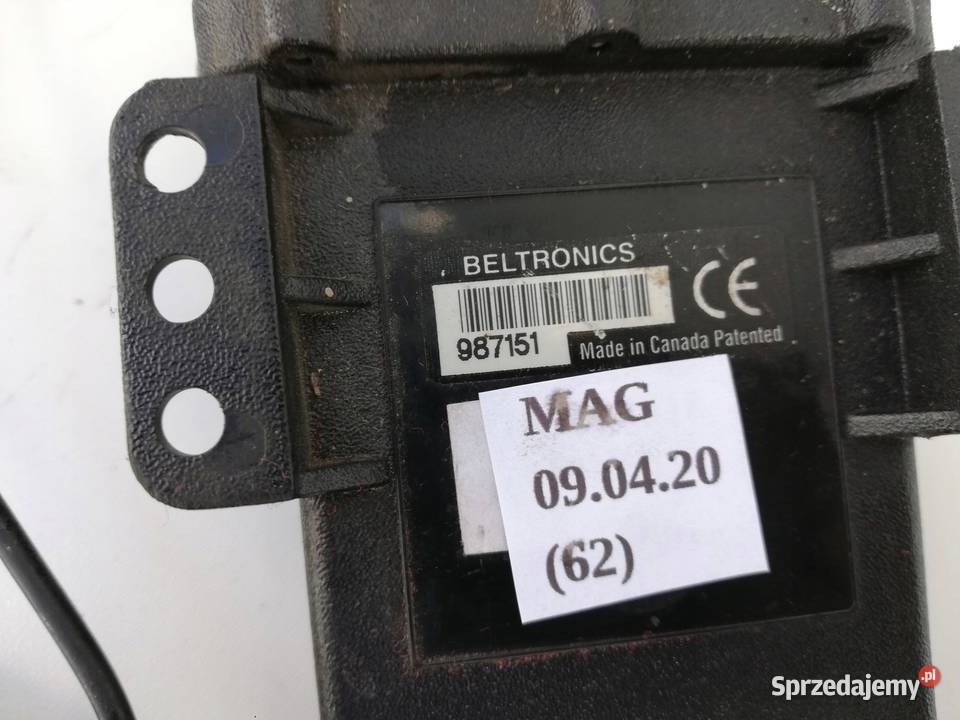 BELTRONICS
CE
987151
Made in Canada Patented
MAG
09.04.20
(62)
Sprzedajemy.pl